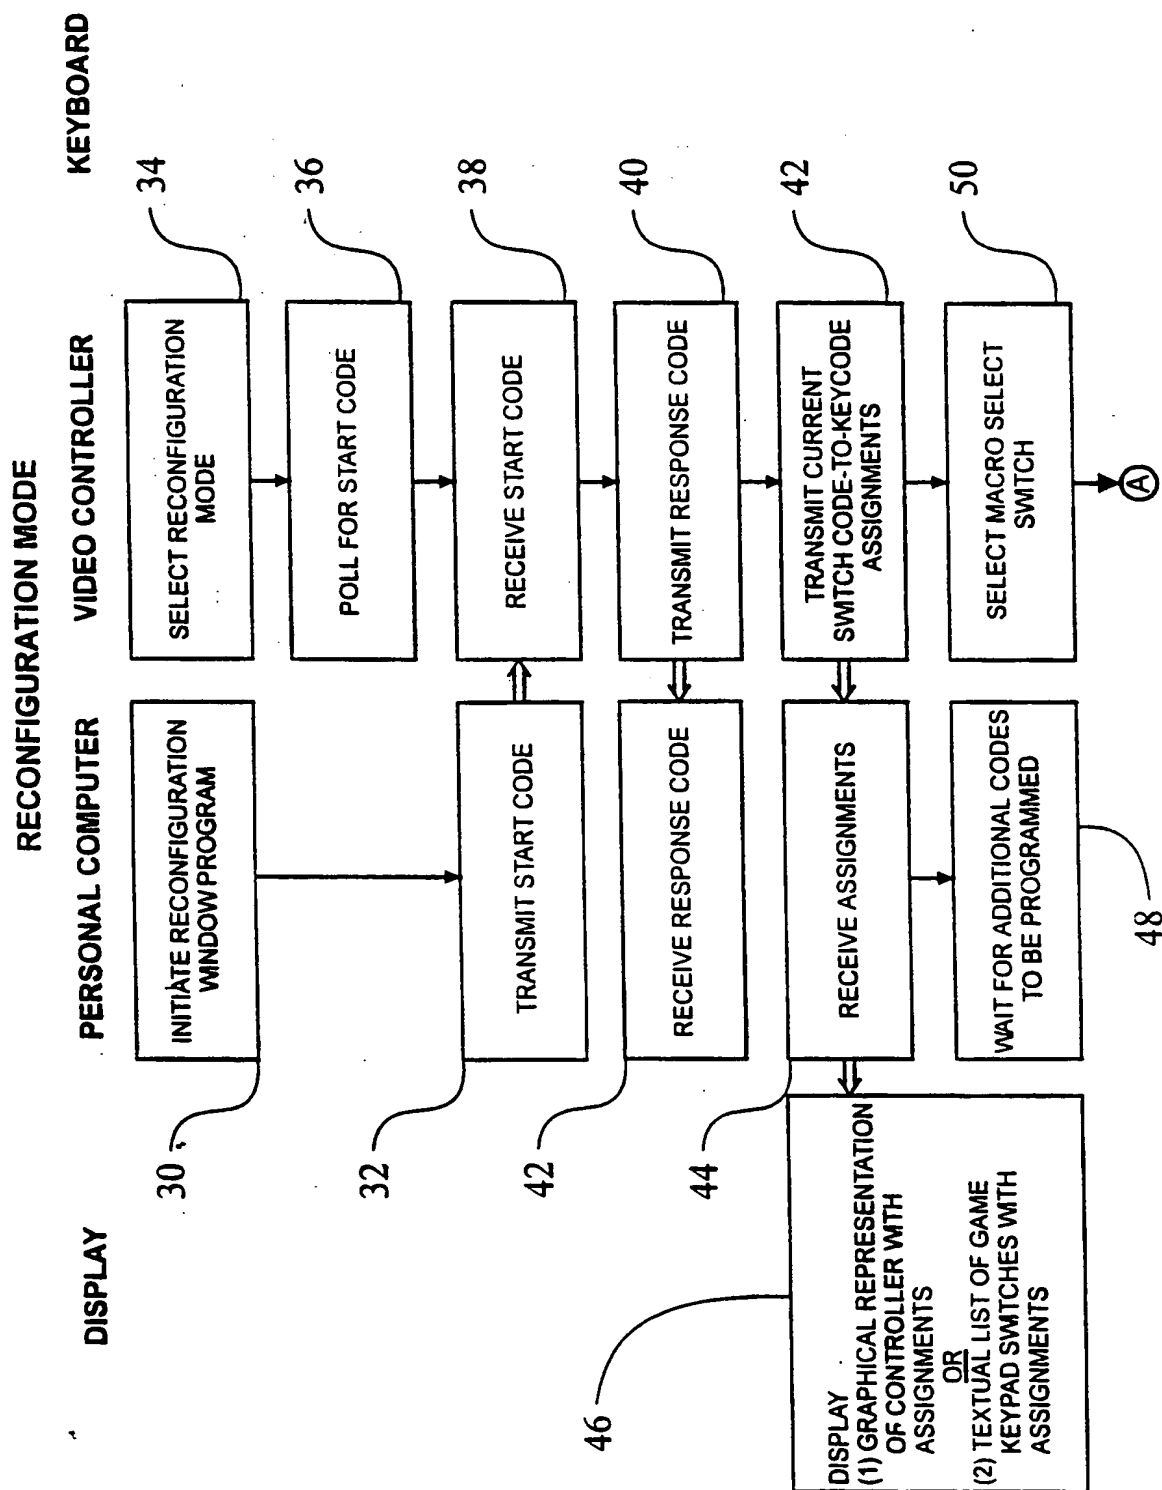 RECONFIGURATION MODE
DISPLAY
PERSONAL COMPUTER
VIDEO CONTROLLER
KEYBOARD
30
INITIATE RECONFIGURATION
WINDOW PROGRAM
SELECT RECONFIGURATION
MODE
34
POLL FOR START CODE
36
32
TRANSMIT START CODE
RECEIVE START CODE
38
42
RECEIVE RESPONSE CODE
TRANSMIT RESPONSE CODE
40
44
RECEIVE ASSIGNMENTS
TRANSMIT CURRENT
SWITCH CODE-TO-KEYCODE
ASSIGNMENTS
42
46
DISPLAY
(1) GRAPHICAL REPRESENTATION
OF CONTROLLER WITH
ASSIGNMENTS
OR
(2) TEXTUAL LIST OF GAME
KEYPAD SWITCHES WITH
ASSIGNMENTS
WAIT FOR ADDITIONAL CODES
TO BE PROGRAMMED
48
SELECT MACRO SELECT
SWITCH
50
A